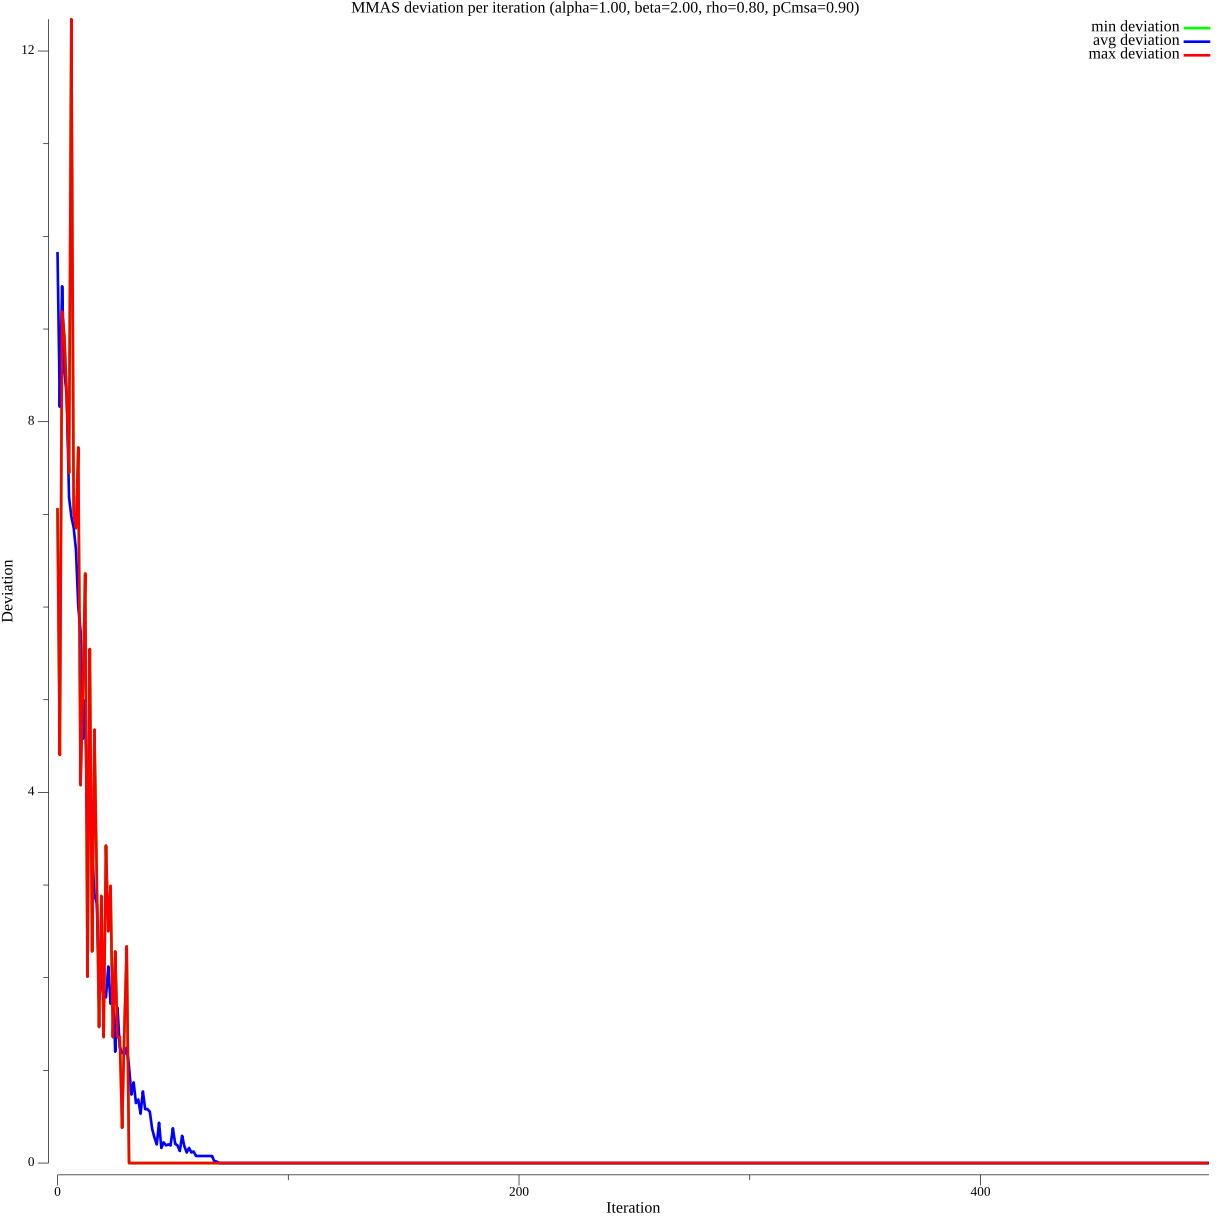 MMAS deviation per iteration (alpha=1.00, beta=2.00, rho=0.80, pCmsa=0.90)
min deviation
avg deviation
max deviation
12
8
4
0
Deviation
0
200
400
Iteration